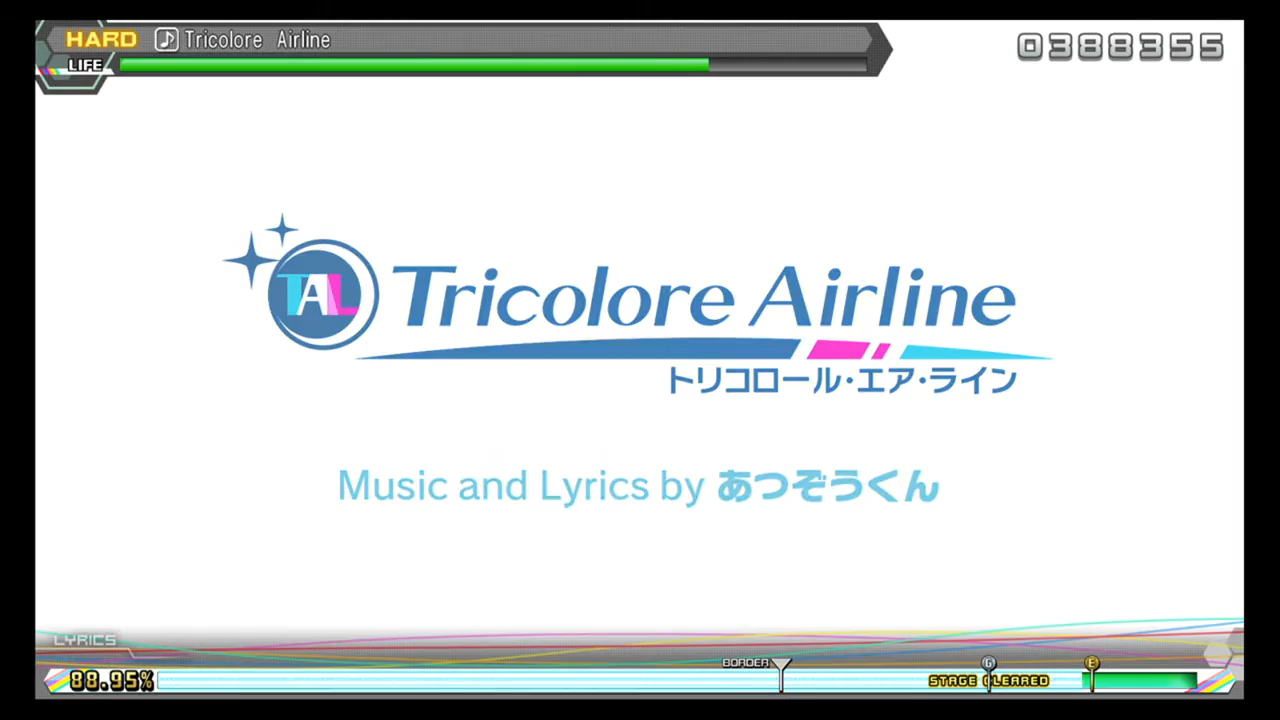 HARD ♪ Tricolore Airline
0388355
LIFE
TAL Tricolore Airline
トリコロール・エア・ライン
Music and Lyrics by あつぞうくん
LYRICS
BORDER G E
88.95% STAGE CLEARED